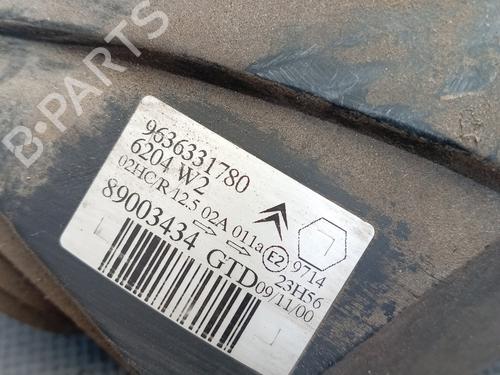 B-PARTS
9636331780
6204 W2
02HC/R/12.5 02A 011a E2 9714
89003434 GTD 23H56
09/11/00
L